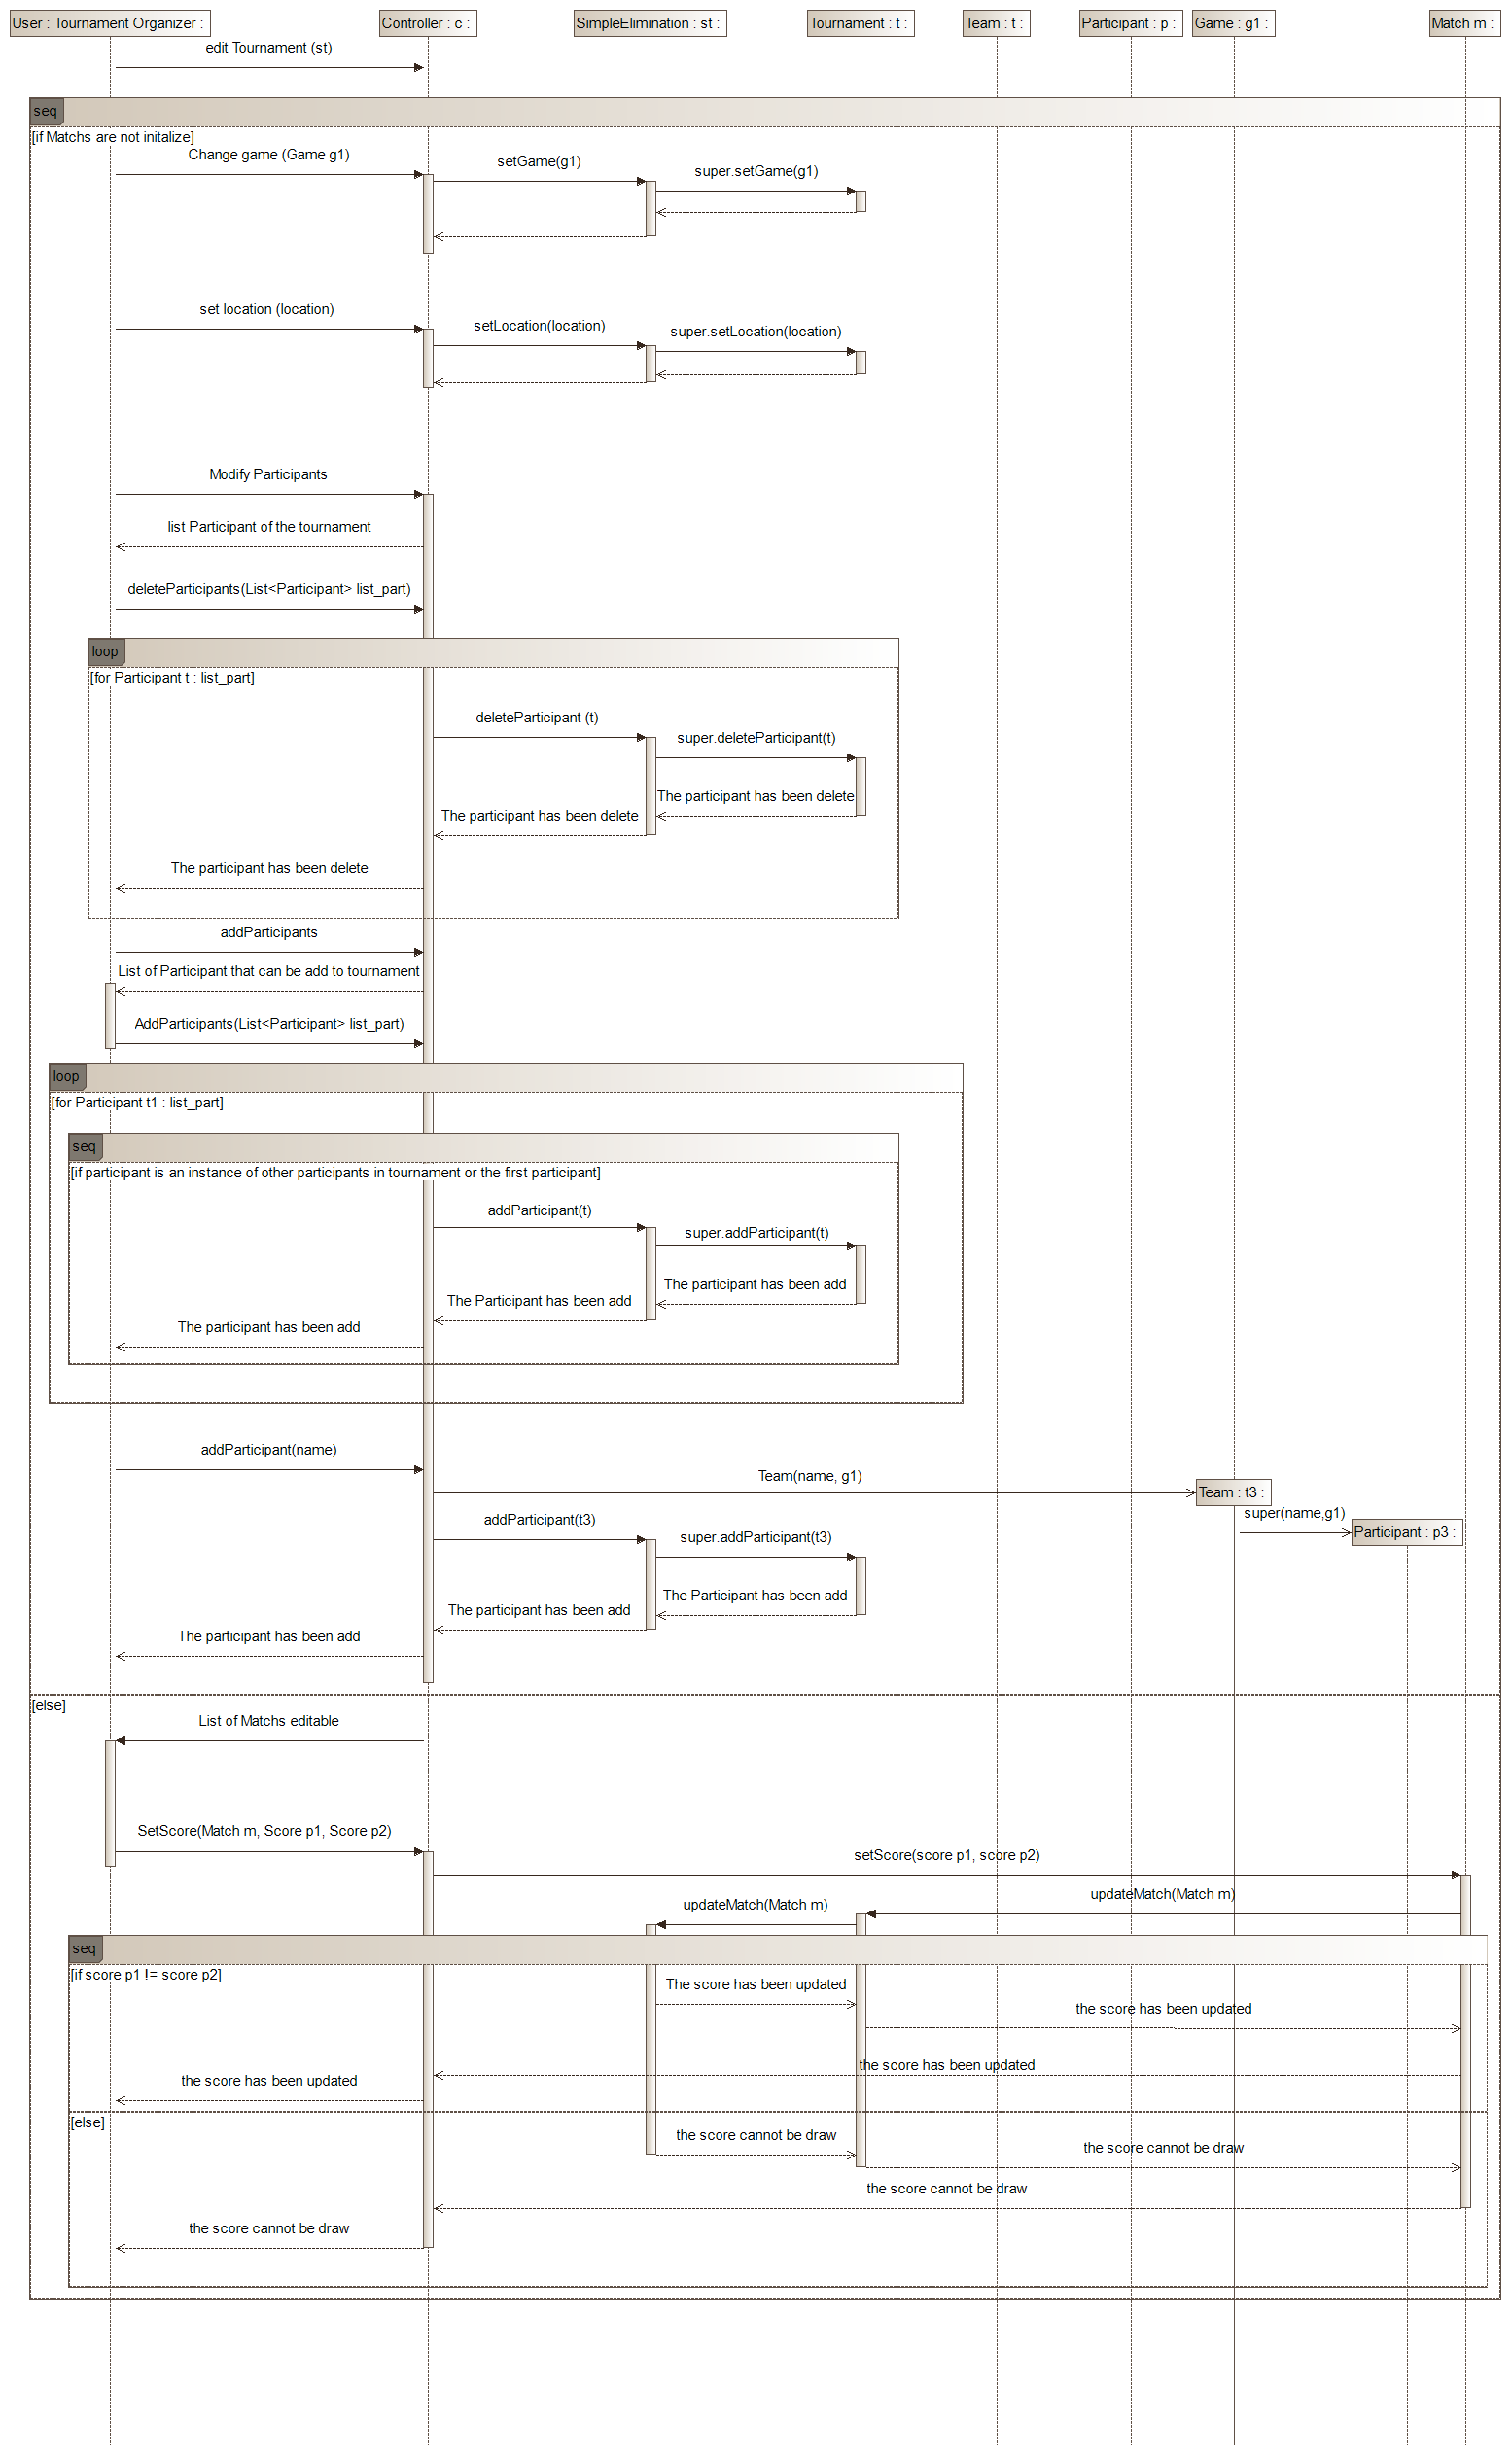 User : Tournament Organizer :
Controller : c :
SimpleElimination : st :
Tournament : t :
Team : t :
Participant : p :
Game : g1 :
Match m :
edit Tournament (st)
seq
[if Matchs are not initalize]
Change game (Game g1)
setGame(g1)
super.setGame(g1)
set location (location)
setLocation(location)
super.setLocation(location)
Modify Participants
list Participant of the tournament
deleteParticipants(List<Participant> list_part)
loop
[for Participant t : list_part]
deleteParticipant (t)
super.deleteParticipant(t)
The participant has been delete
The participant has been delete
The participant has been delete
addParticipants
List of Participant that can be add to tournament
AddParticipants(List<Participant> list_part)
loop
[for Participant t1 : list_part]
seq
[if participant is an instance of other participants in tournament or the first participant]
addParticipant(t)
super.addParticipant(t)
The participant has been add
The Participant has been add
The participant has been add
addParticipant(name)
Team(name, g1)
Team : t3 :
super(name,g1)
Participant : p3 :
addParticipant(t3)
super.addParticipant(t3)
The Participant has been add
The participant has been add
The participant has been add
[else]
List of Matchs editable
SetScore(Match m, Score p1, Score p2)
setScore(score p1, score p2)
updateMatch(Match m)
updateMatch(Match m)
seq
[if score p1 != score p2]
The score has been updated
the score has been updated
the score has been updated
the score has been updated
[else]
the score cannot be draw
the score cannot be draw
the score cannot be draw
the score cannot be draw